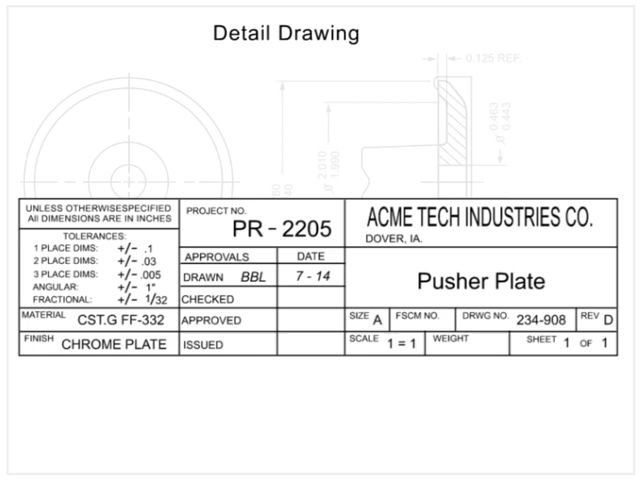 Detail Drawing
0.125 REF.
0.463
0.443
ø
2.010
1.990
ø
50
40
UNLESS OTHERWISESPECIFIED
All DIMENSIONS ARE IN INCHES
TOLERANCES:
1 PLACE DIMS: +/- .1
2 PLACE DIMS: +/- .03
3 PLACE DIMS: +/- .005
ANGULAR: +/- 1"
FRACTIONAL: +/- 1/32
MATERIAL CST.G FF-332
FINISH CHROME PLATE
PROJECT NO.
PR - 2205
APPROVALS DATE
DRAWN BBL 7 - 14
CHECKED
APPROVED
ISSUED
ACME TECH INDUSTRIES CO.
DOVER, IA.
Pusher Plate
SIZE A FSCM NO. DRWG NO. 234-908 REV D
SCALE 1 = 1 WEIGHT SHEET 1 OF 1